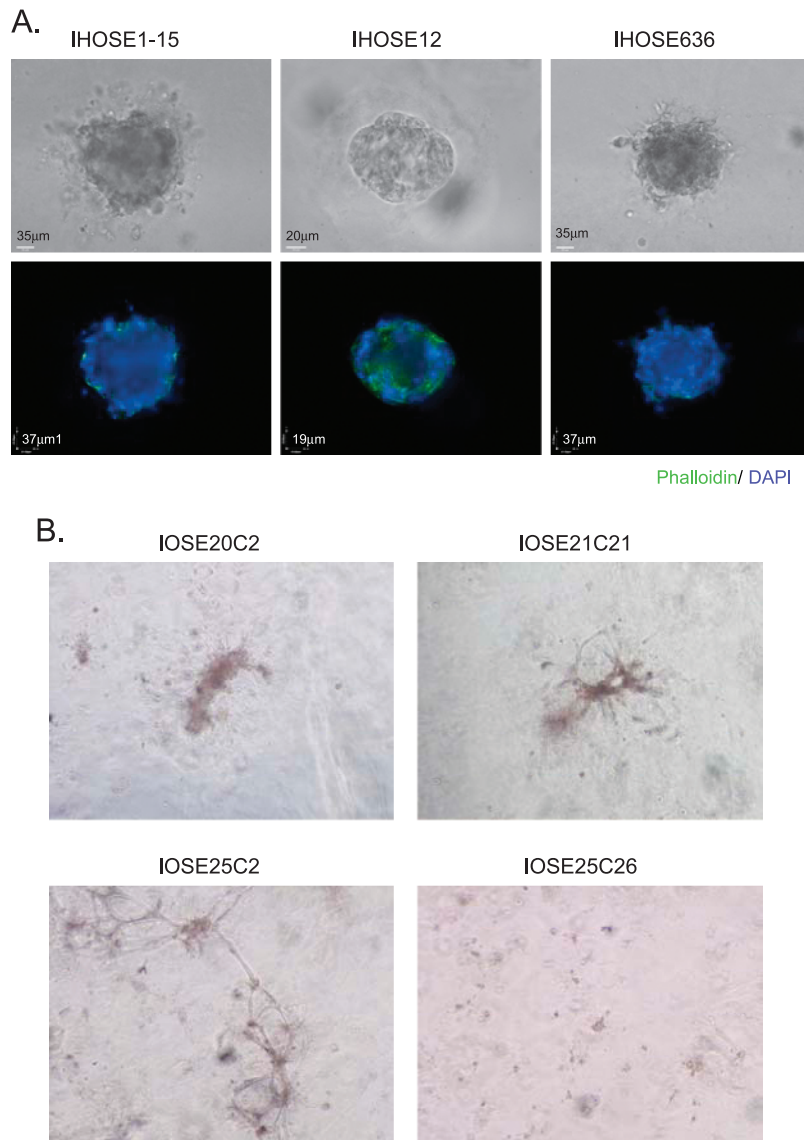 A.
IHOSE1-15 IHOSE12 IHOSE636
35μm 20μm 35μm
37μm1 19μm 37μm
Phalloidin/ DAPI
B.
IOSE20C2 IOSE21C21
IOSE25C2 IOSE25C26